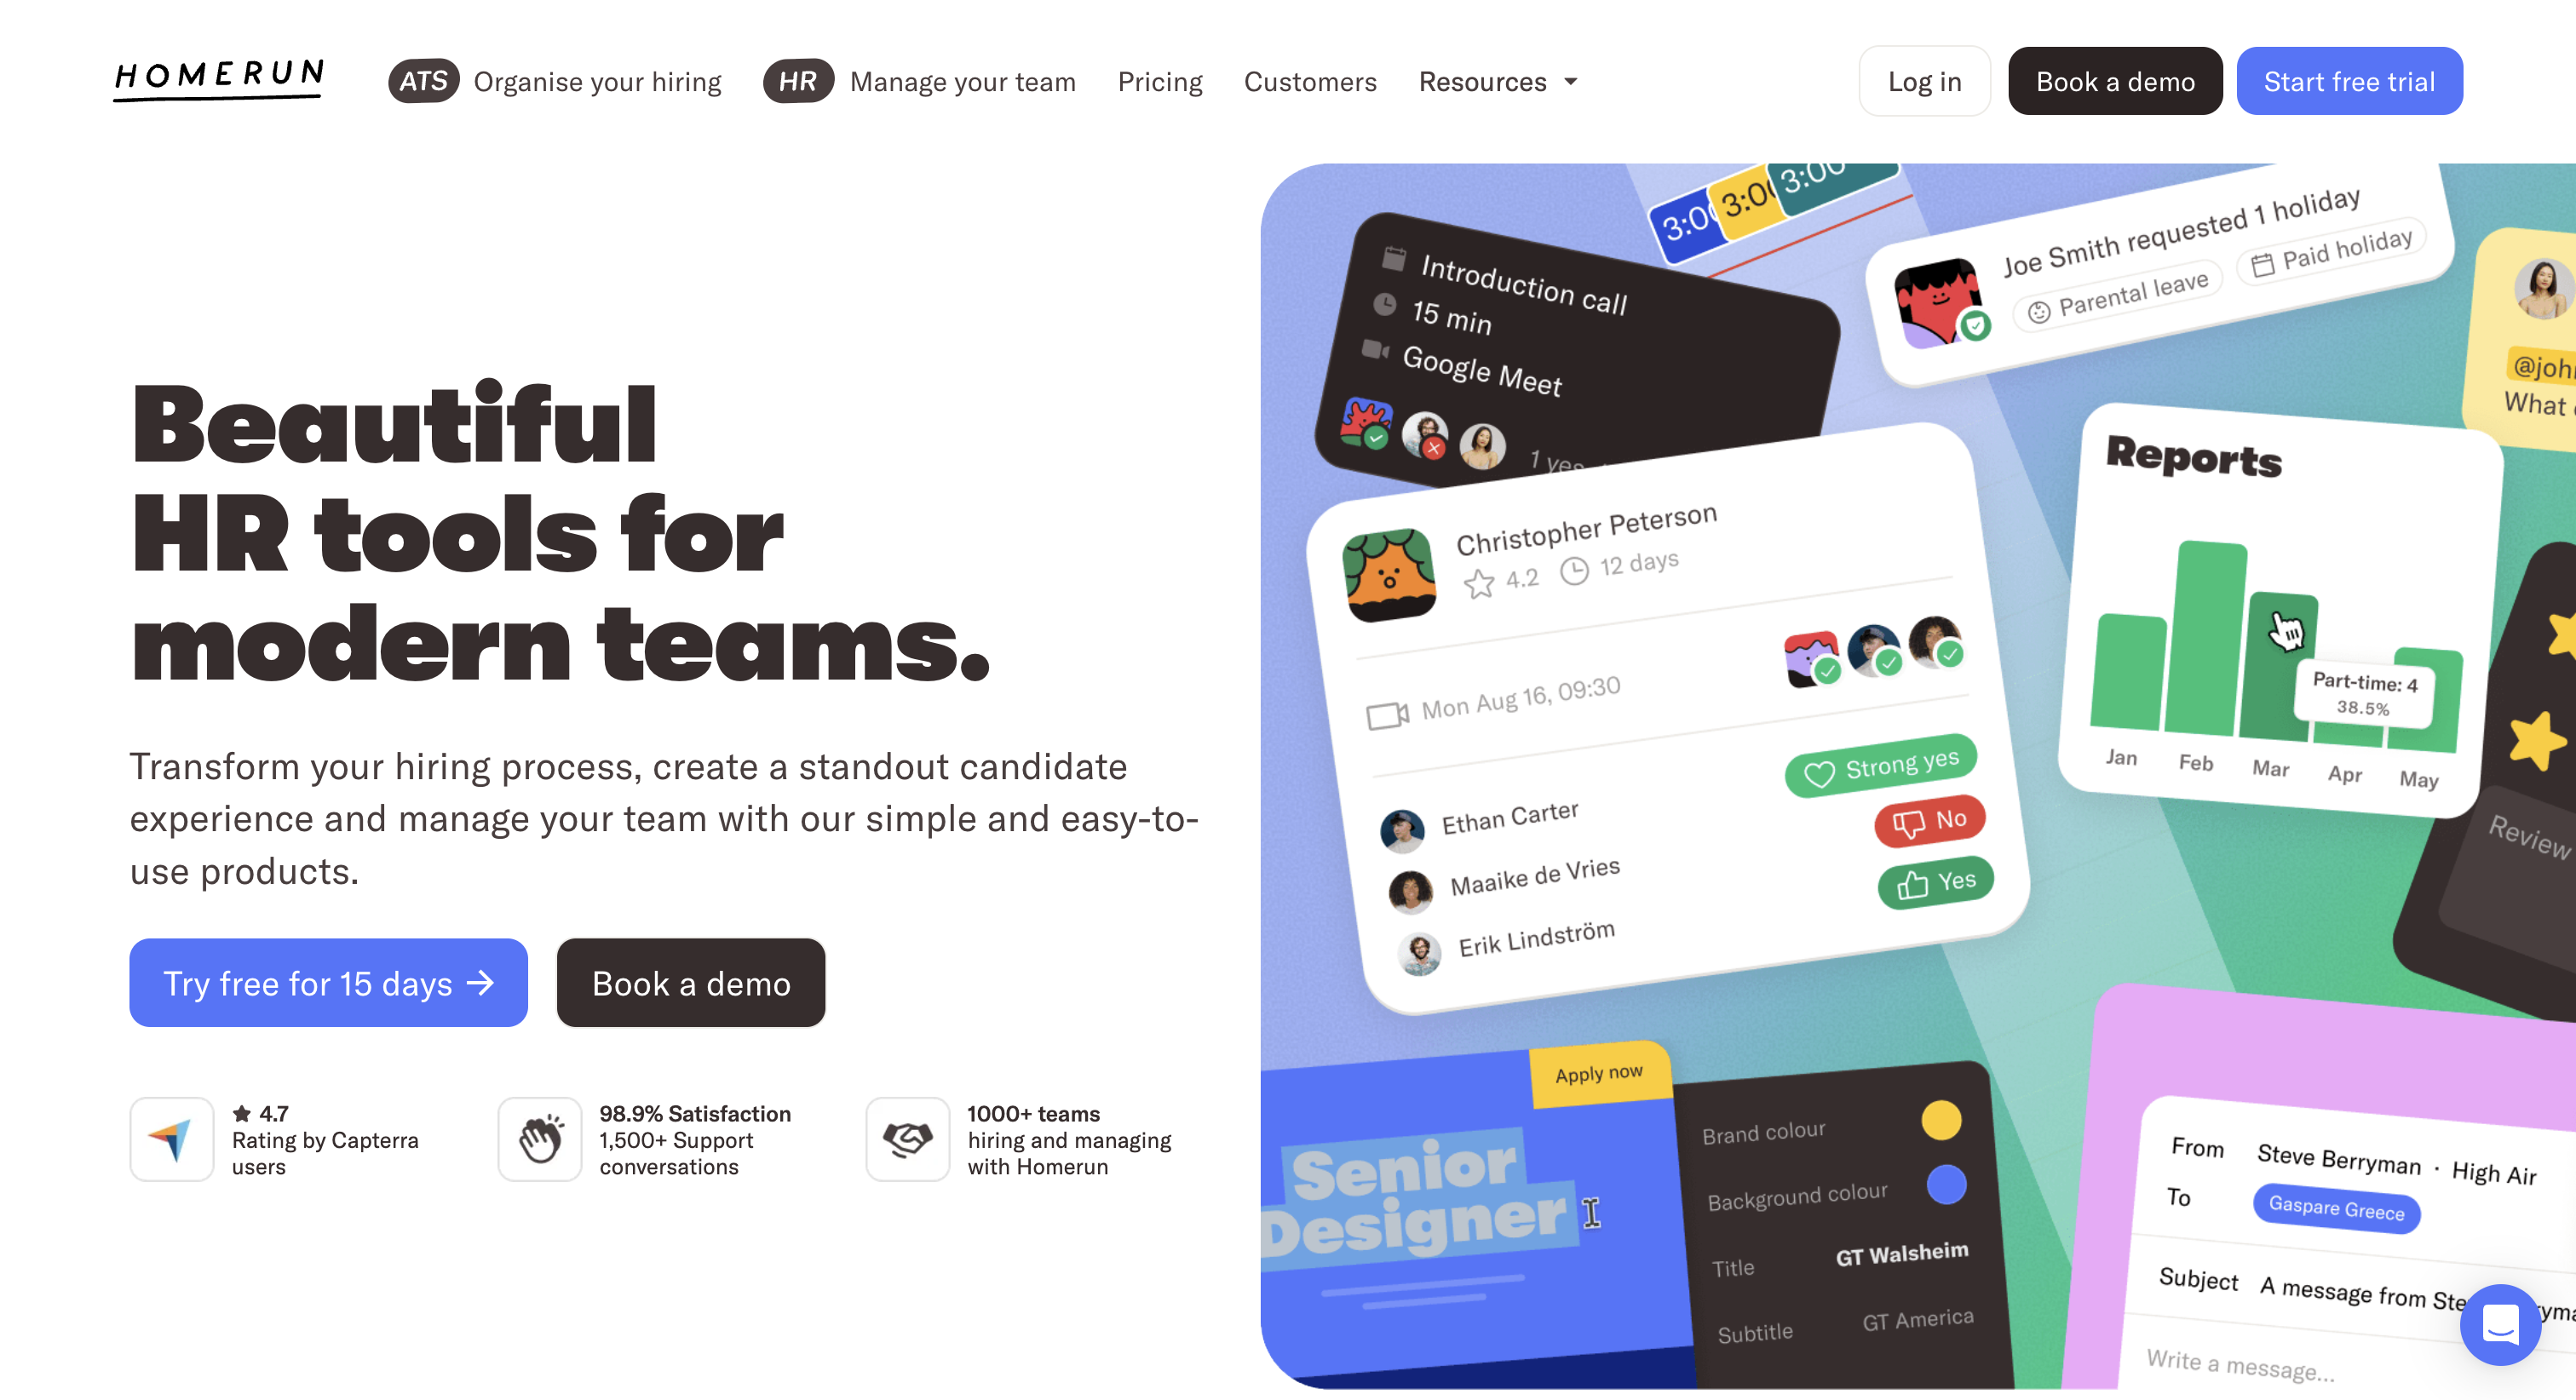 HOMERUN
ATS Organise your hiring
HR Manage your team
Pricing
Customers
Resources
Log in
Book a demo
Start free trial
Beautiful
HR tools for
modern teams.
Transform your hiring process, create a standout candidate
experience and manage your team with our simple and easy-to-
use products.
Try free for 15 days →
Book a demo
★ 4.7
Rating by Capterra
users
98.9% Satisfaction
1,500+ Support
conversations
1000+ teams
hiring and managing
with Homerun
Introduction call
15 min
Google Meet
1 yes
3:00
3:00
3:00
Joe Smith requested 1 holiday
Parental leave
Paid holiday
What
Christopher Peterson
4.2
12 days
Mon Aug 16, 09:30
Ethan Carter
Strong yes
Maaike de Vries
No
Erik Lindström
Yes
Reports
Part-time: 4
38.5%
Jan Feb Mar Apr May
Review
Apply now
Senior
Designer
Brand colour
Background colour
Title GT Walsheim
Subtitle GT America
From Steve Berryman · High Air
To Gaspare Greece
Subject A message from
Write a message...